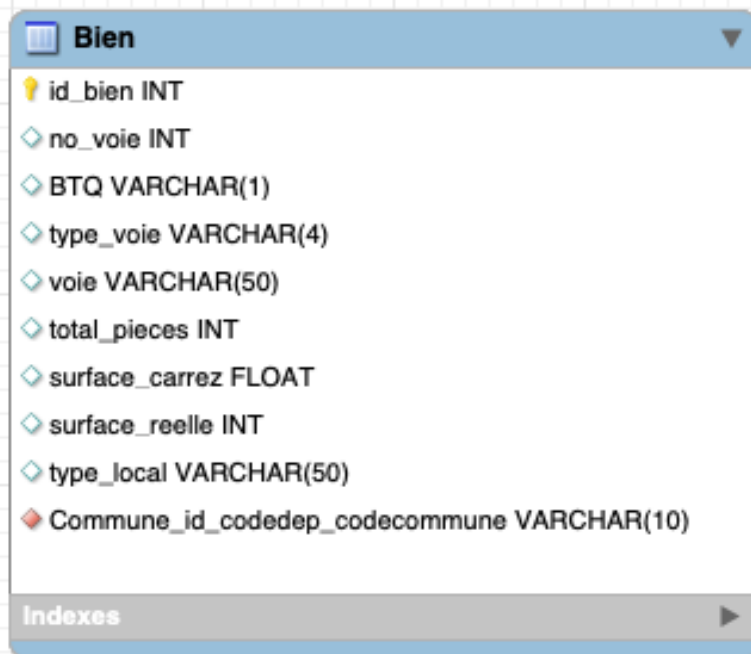 Bien
id_bien INT
no_voie INT
BTQ VARCHAR(1)
type_voie VARCHAR(4)
voie VARCHAR(50)
total_pieces INT
surface_carrez FLOAT
surface_reelle INT
type_local VARCHAR(50)
Commune_id_codedep_codecommune VARCHAR(10)
Indexes